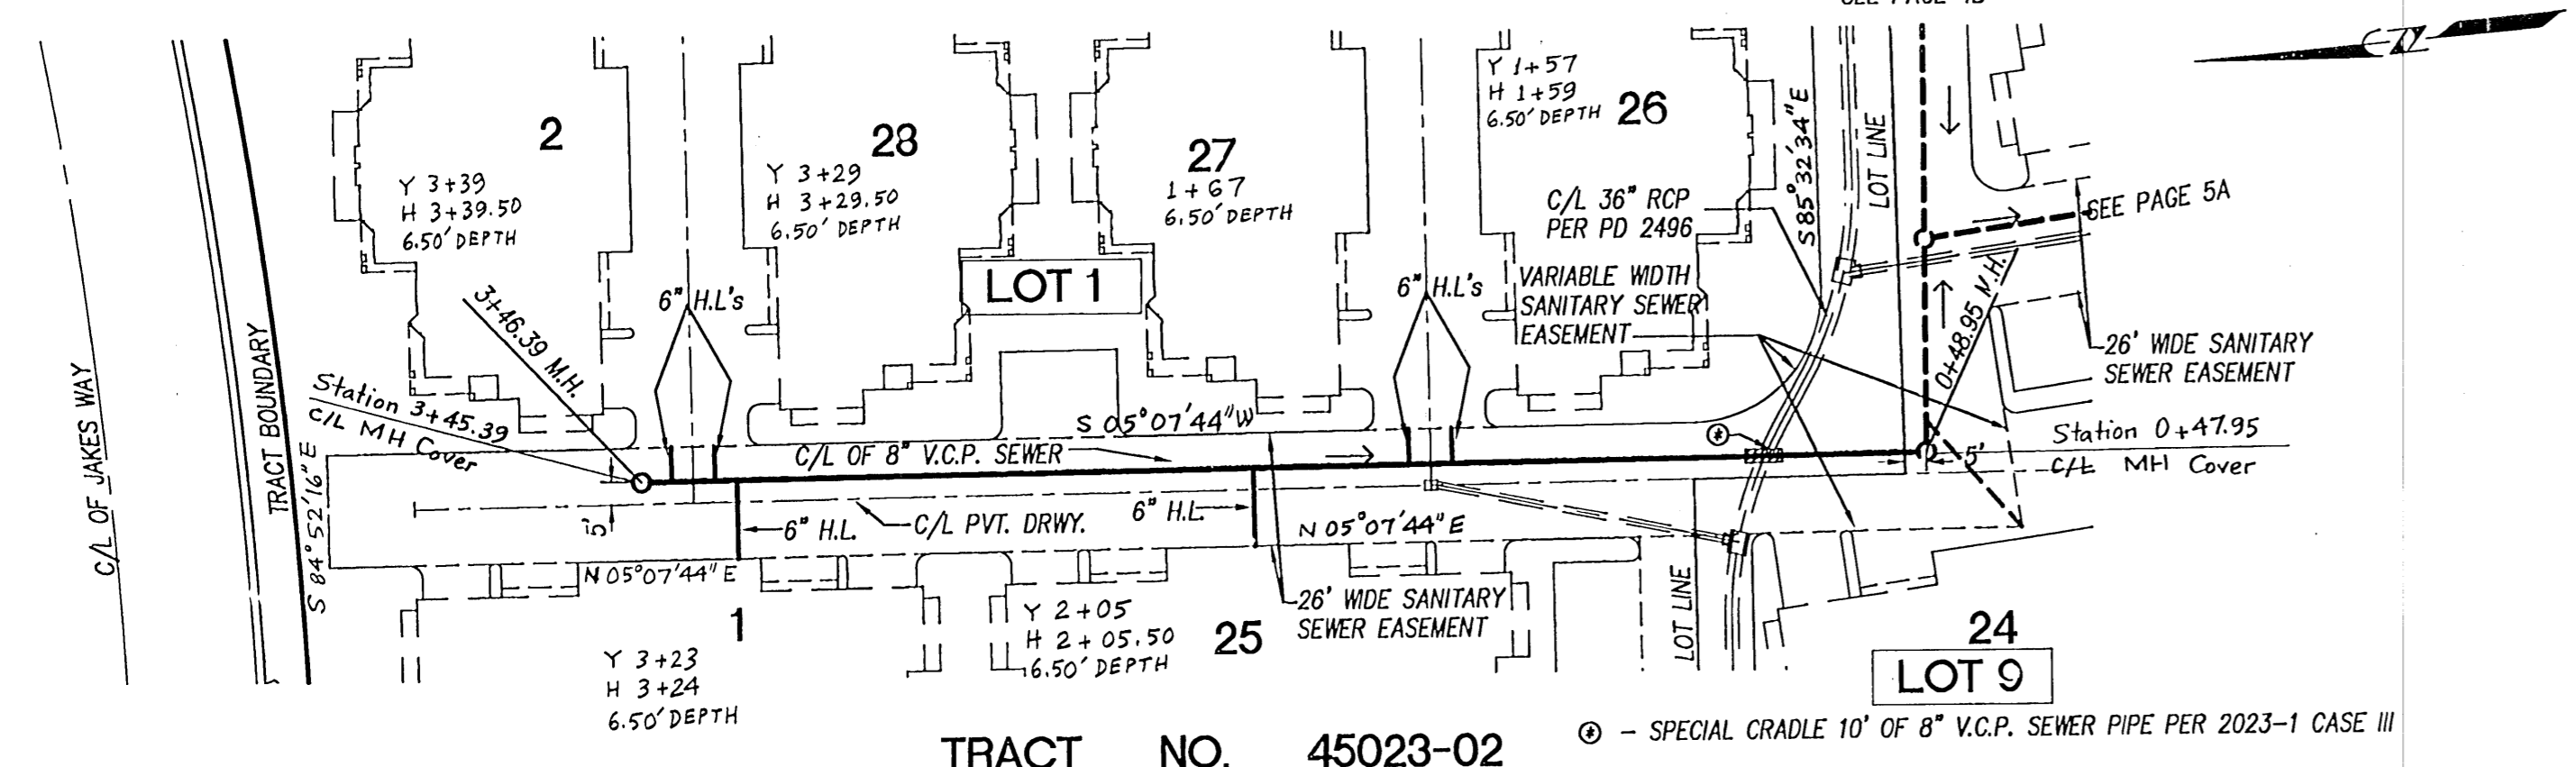 Y 1+57
H 1+59
6.50' DEPTH
26
2
28
27
Y 3+39
H 3+39.50
6.50' DEPTH
Y 3+29
H 3+29.50
6.50' DEPTH
1+67
6.50' DEPTH
C/L 36" RCP
PER PD 2496
S 85°32'34" E
LOT LINE
SEE PAGE 5A
LOT 1
6" H.L's
6" H.L's
VARIABLE WIDTH
SANITARY SEWER
EASEMENT
3+46.39 M.H.
0+48.95 M.H.
26' WIDE SANITARY
SEWER EASEMENT
C/L OF JAKES WAY
TRACT BOUNDARY
S 84°52'16" E
Station 3+45.39
C/L MH Cover
S 05°07'44" W
C/L OF 8" V.C.P. SEWER
Station 0+47.95
C/L MH Cover
5'
5'
6" H.L.
C/L PVT. DRWY.
6" H.L.
N 05°07'44" E
N 05°07'44" E
LOT LINE
26' WIDE SANITARY
SEWER EASEMENT
1
Y 2+05
H 2+05.50
6.50' DEPTH
25
24
LOT 9
Y 3+23
H 3+24
6.50' DEPTH
TRACT NO. 45023-02
* - SPECIAL CRADLE 10' OF 8" V.C.P. SEWER PIPE PER 2023-1 CASE III